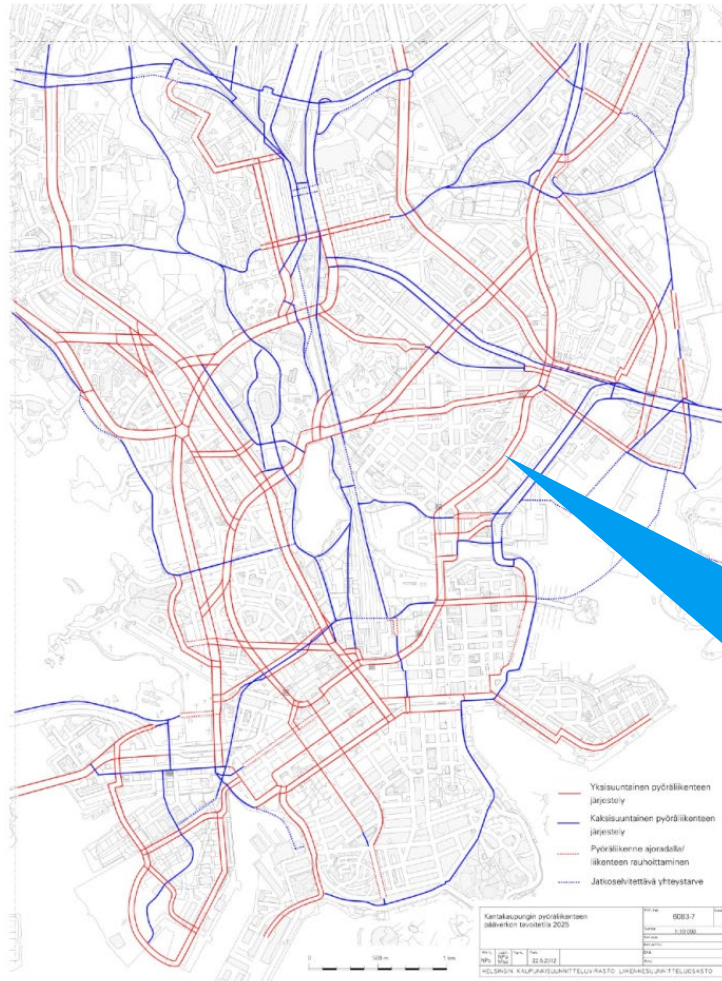 Yksisuuntainen pyöräliikenteen
järjestely
Kaksisuuntainen pyöräliikenteen
järjestely
Pyöräliikenne ajoradalla/
liikenteen rauhoittaminen
Jatkoselvitettävä yhteystarve
0 500 m 1 km
Kantakaupungin pyöräliikenteen
pääverkon tavoitetila 2025
6083-7
1:10 000
22.5.2012
HELSINGIN KAUPUNKISUUNNITTELUVIRASTO LIIKENNESUUNNITTELUOSASTO